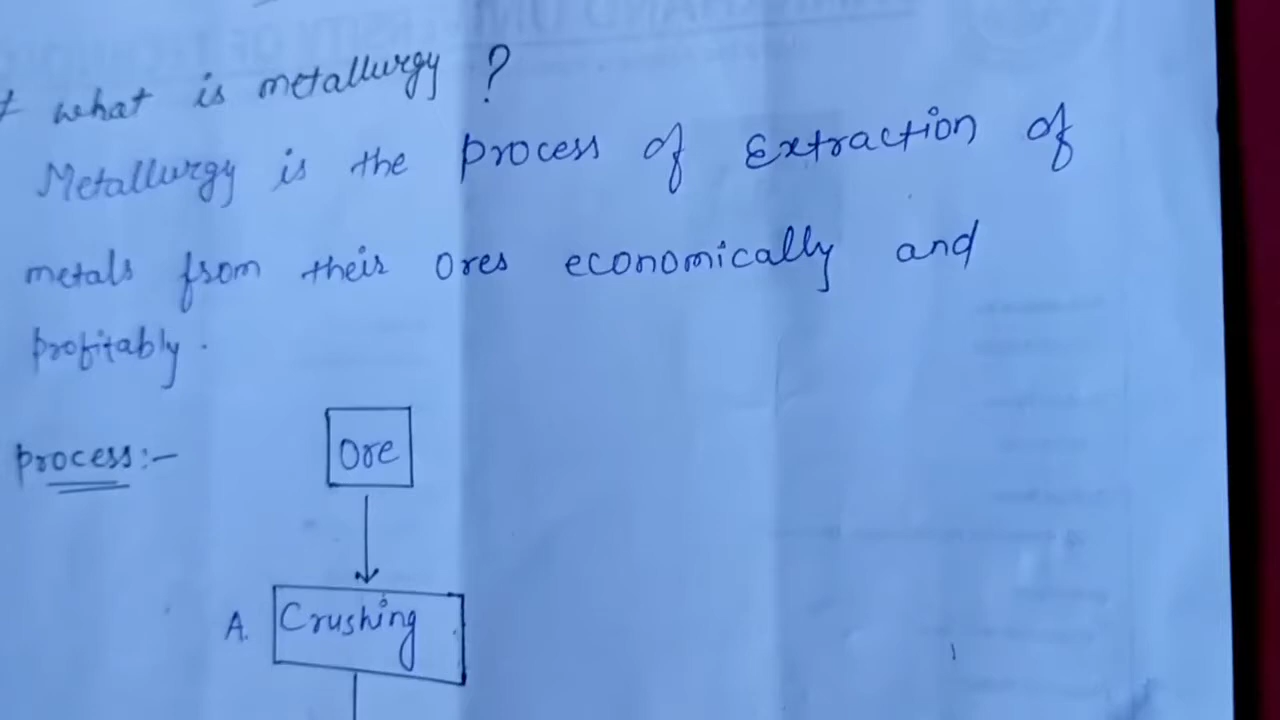 what is metallurgy ?
Metallurgy is the process of Extraction of
metals from their ores economically and
profitably .
process:-
Ore
A. Crushing